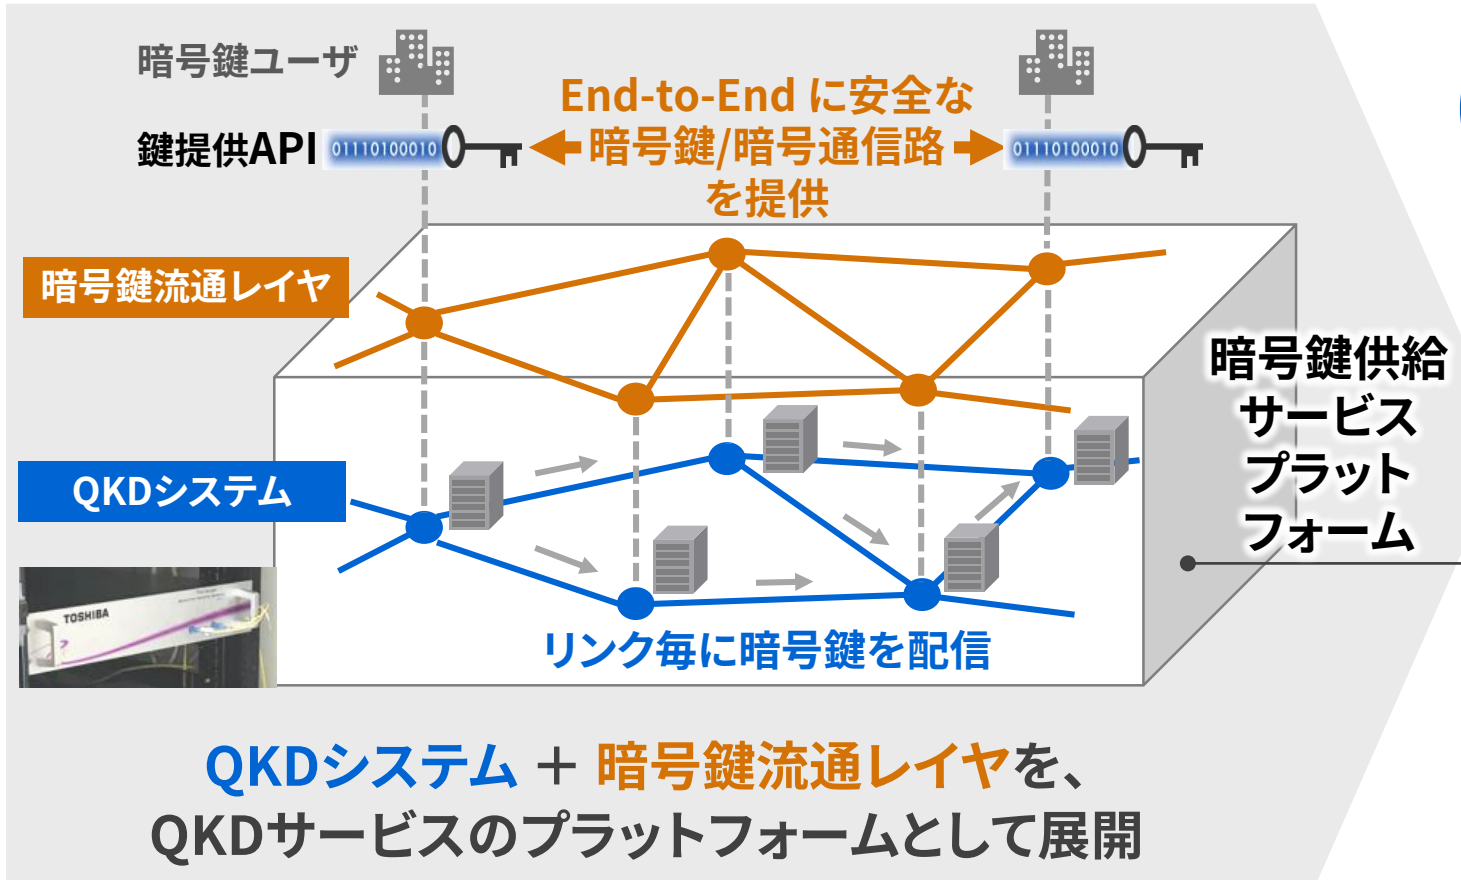 暗号鍵ユーザ
End-to-End に安全な
鍵提供API
01110100010
暗号鍵/暗号通信路
01110100010
を提供
暗号鍵流通レイヤ
暗号鍵供給
サービス
プラット
フォーム
QKDシステム
TOSHIBA
リンク毎に暗号鍵を配信
QKDシステム + 暗号鍵流通レイヤを、
QKDサービスのプラットフォームとして展開